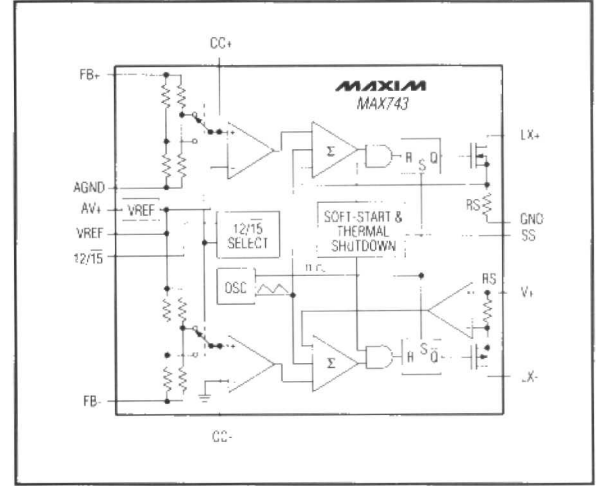 CC+
FB+
MAXIM
MAX743
LX+
Σ
R S Q
RS
AGND
GND
AV+
VREF
VREF
12/15
SELECT
SOFT-START &
THERMAL
SHUTDOWN
SS
12/15
OSC
RS
V+
Σ
R S Q
LX-
FB-
CC-